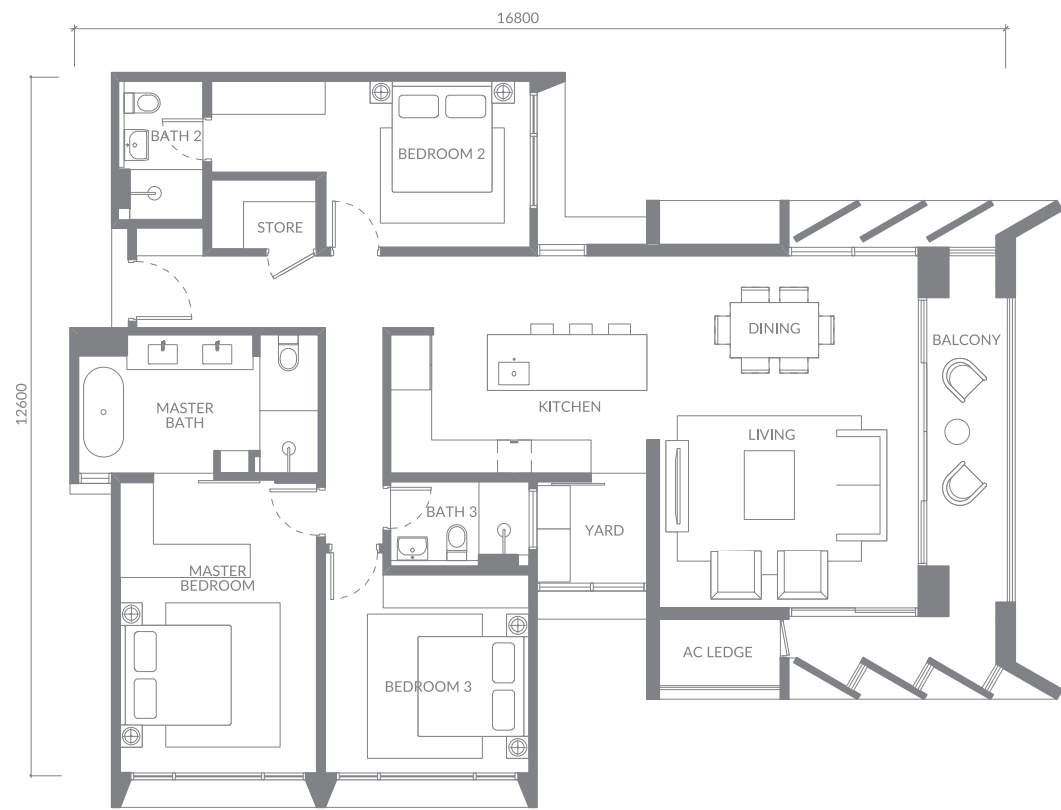 16800
12600
BATH 2
BEDROOM 2
STORE
DINING
BALCONY
KITCHEN
MASTER
BATH
LIVING
BATH 3
YARD
MASTER
BEDROOM
AC LEDGE
BEDROOM 3